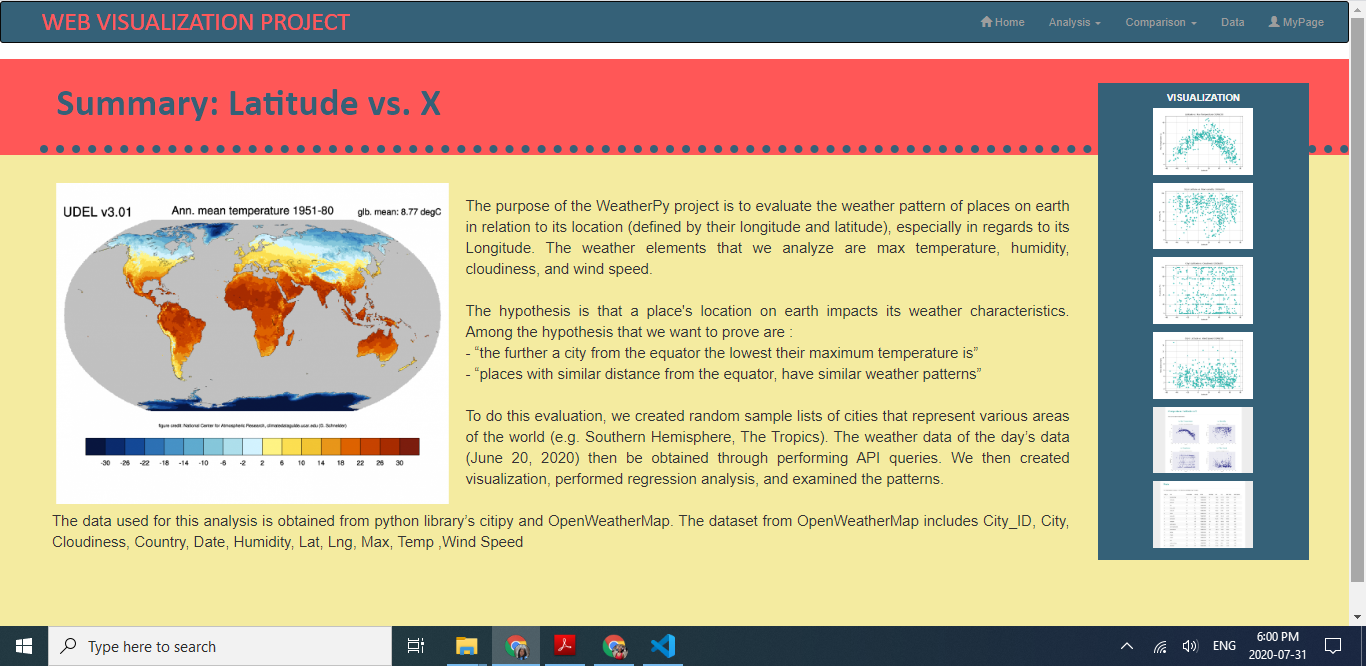 WEB VISUALIZATION PROJECT
Home Analysis Comparison Data MyPage
Summary: Latitude vs. X
VISUALIZATION
UDEL v3.01 Ann. mean temperature 1951-80 glb. mean: 8.77 degC
figure credit: National Center for Atmospheric Research, climatedataguide.ucar.edu (D. Schneider)
-30 -26 -22 -18 -14 -10 -6 -2 2 6 10 14 18 22 26 30
The purpose of the WeatherPy project is to evaluate the weather pattern of places on earth
in relation to its location (defined by their longitude and latitude), especially in regards to its
Longitude. The weather elements that we analyze are max temperature, humidity,
cloudiness, and wind speed.
The hypothesis is that a place's location on earth impacts its weather characteristics.
Among the hypothesis that we want to prove are :
- “the further a city from the equator the lowest their maximum temperature is”
- “places with similar distance from the equator, have similar weather patterns”
To do this evaluation, we created random sample lists of cities that represent various areas
of the world (e.g. Southern Hemisphere, The Tropics). The weather data of the day’s data
(June 20, 2020) then be obtained through performing API queries. We then created
visualization, performed regression analysis, and examined the patterns.
The data used for this analysis is obtained from python library’s citipy and OpenWeatherMap. The dataset from OpenWeatherMap includes City_ID, City,
Cloudiness, Country, Date, Humidity, Lat, Lng, Max, Temp ,Wind Speed
Type here to search
ENG
6:00 PM
2020-07-31